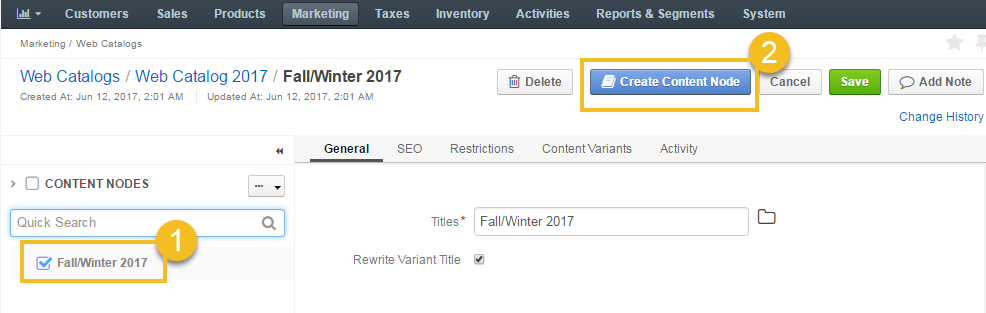 Customers Sales Products Marketing Taxes Inventory Activities Reports & Segments System
Marketing / Web Catalogs
2
Web Catalogs / Web Catalog 2017 / Fall/Winter 2017
Delete Create Content Node Cancel Save Add Note
Created At: Jun 12, 2017, 2:01 AM Updated At: Jun 12, 2017, 2:01 AM
Change History
General SEO Restrictions Content Variants Activity
CONTENT NODES ...
Quick Search
Titles* Fall/Winter 2017
1
Fall/Winter 2017
Rewrite Variant Title